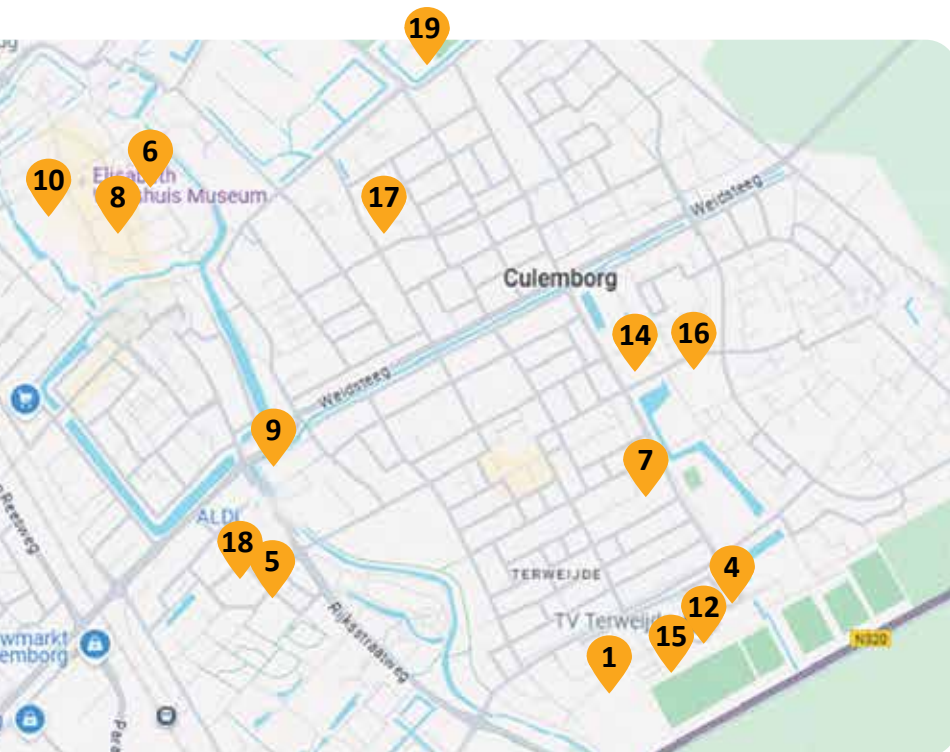 19
6
Elisabeth
10
8
huis Museum
17
Weidsteeg
Culemborg
14
16
Weidsteeg
9
7
ALDI
18
5
TERWEIJDE
4
12
TV Terweijde
15
Rijksstraatweg
1
N320